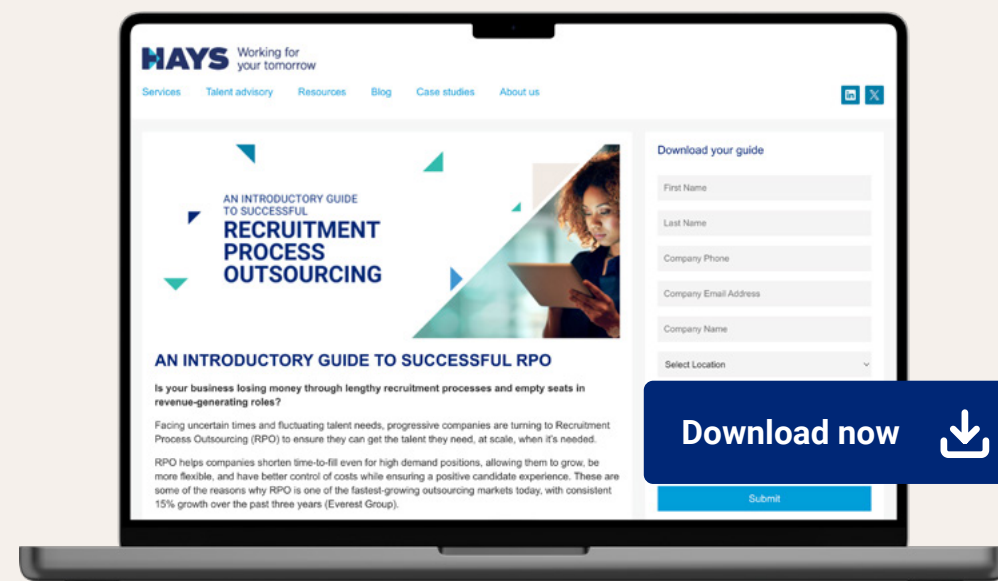 HAYS Working for
your tomorrow
Services Talent advisory Resources Blog Case studies About us
in X
AN INTRODUCTORY GUIDE
TO SUCCESSFUL
RECRUITMENT
PROCESS
OUTSOURCING
AN INTRODUCTORY GUIDE TO SUCCESSFUL RPO
Is your business losing money through lengthy recruitment processes and empty seats in
revenue-generating roles?
Facing uncertain times and fluctuating talent needs, progressive companies are turning to Recruitment
Process Outsourcing (RPO) to ensure they can get the talent they need, at scale, when it's needed.
RPO helps companies shorten time-to-fill even for high demand positions, allowing them to grow, be
more flexible, and have better control of costs while ensuring a positive candidate experience. These are
some of the reasons why RPO is one of the fastest-growing outsourcing markets today, with consistent
15% growth over the past three years (Everest Group).
Download your guide
First Name
Last Name
Company Phone
Company Email Address
Company Name
Select Location
Download now
Submit